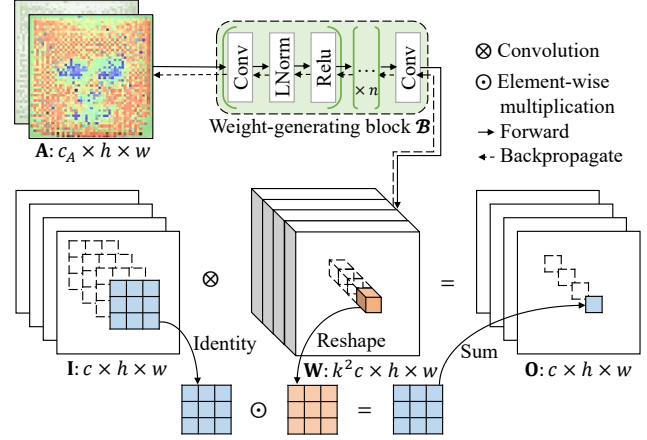 Conv
LNorm
Relu
...
× n
Conv
Weight-generating block ℬ
A: c_A × h × w
⊗ Convolution
⊙ Element-wise
multiplication
Forward
Backpropagate
⊗
=
Identity
Reshape
Sum
I: c × h × w
W: k²c × h × w
O: c × h × w
⊙
=